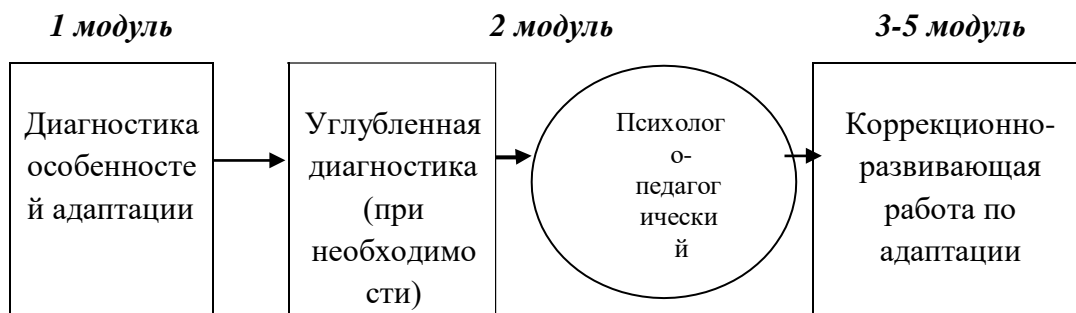 1 модуль
2 модуль
3-5 модуль
Диагностика
особенносте
й адаптации
Углубленная
диагностика
(при
необходимо
сти)
Психолог
о-
педагог
ически
й
Коррекционно-
развивающая
работа по
адаптации